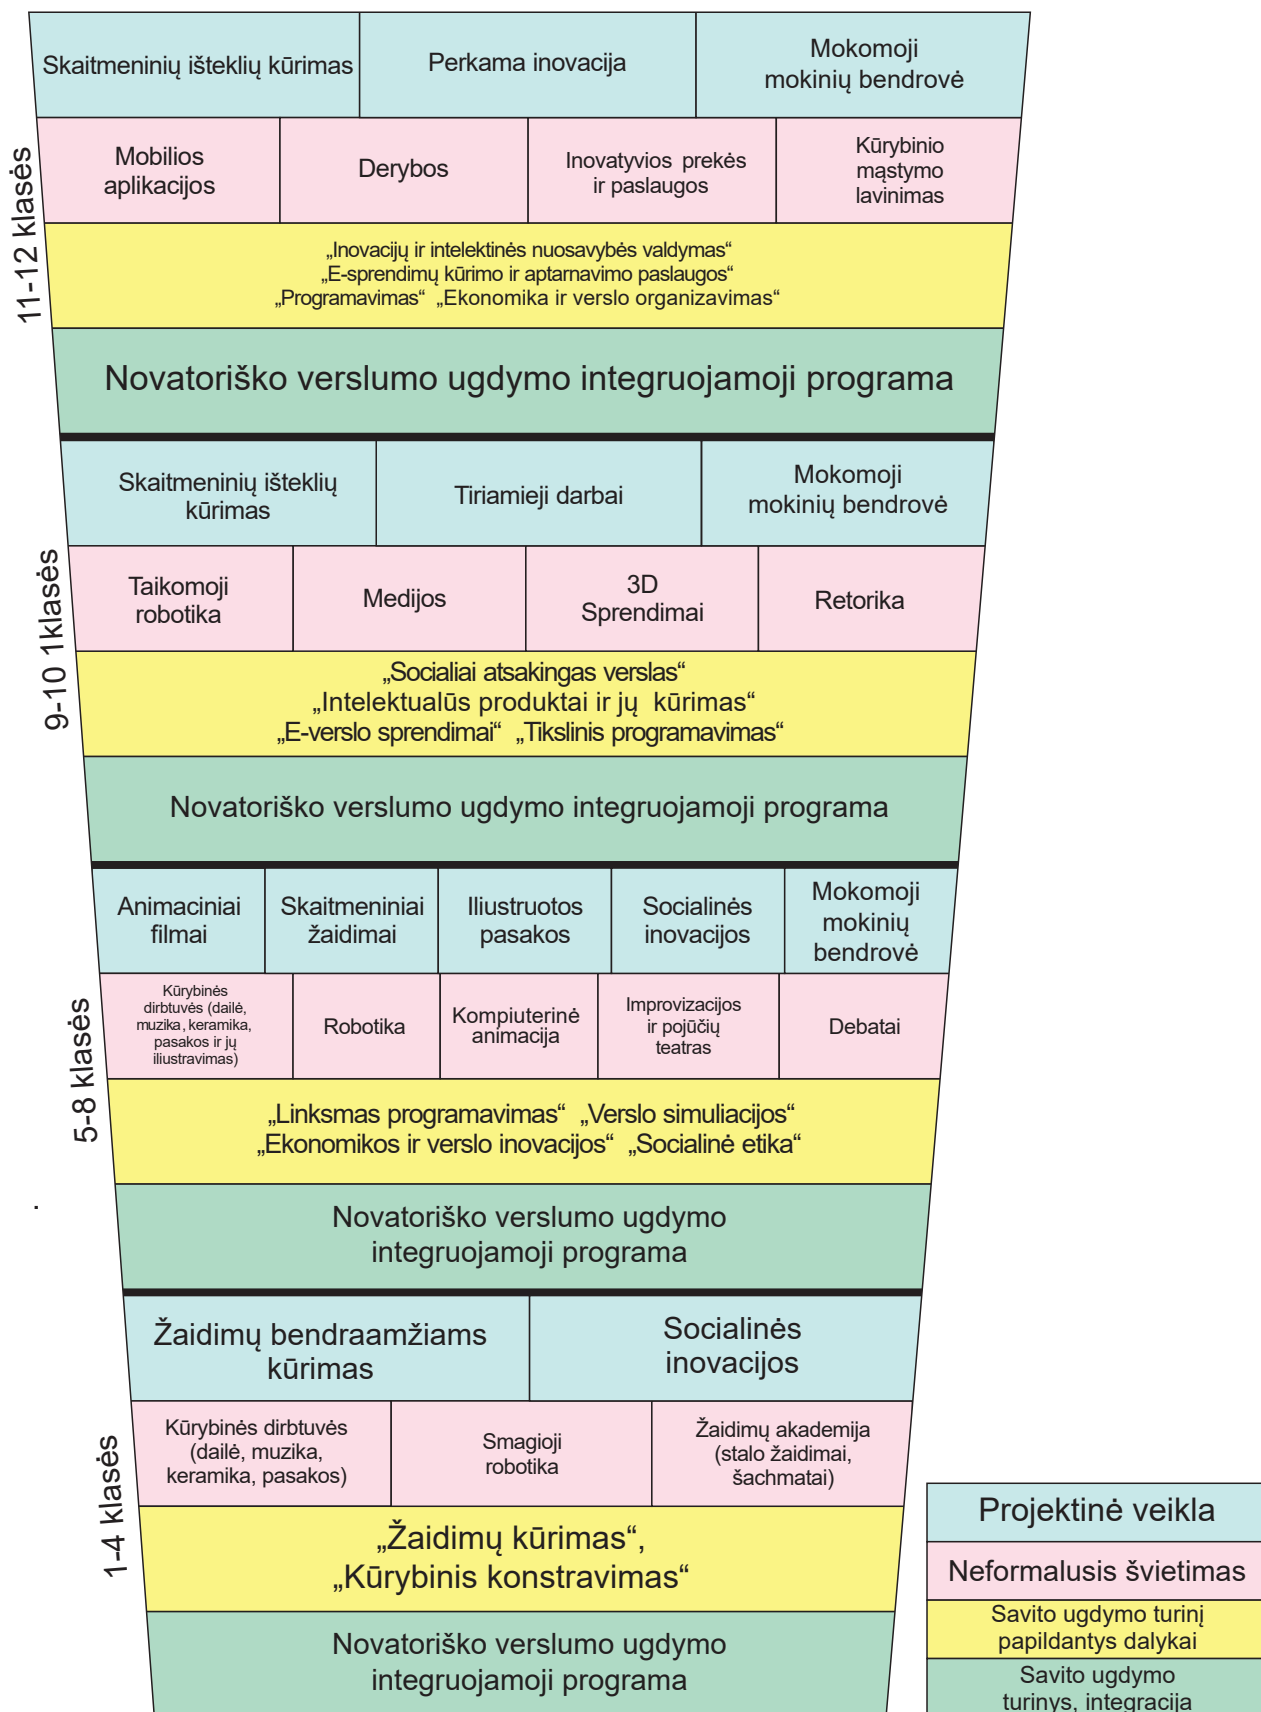 Skaitmeninių išteklių kūrimas
Perkama inovacija
Mokomoji
mokinių bendrovė
11-12 klasės
Mobilios
aplikacijos
Derybos
Inovatyvios prekės
ir paslaugos
Kūrybinio
mąstymo
lavinimas
„Inovacijų ir intelektinės nuosavybės valdymas“
„E-sprendimų kūrimo ir aptarnavimo paslaugos“
„Programavimas“ „Ekonomika ir verslo organizavimas“
Novatoriško verslumo ugdymo integruojamoji programa
Skaitmeninių išteklių
kūrimas
Tiriamieji darbai
Mokomoji
mokinių bendrovė
9-10 1klasės
Taikomoji
robotika
Medijos
3D
Sprendimai
Retorika
„Socialiai atsakingas verslas“
„Intelektualūs produktai ir jų kūrimas“
„E-verslo sprendimai“ „Tikslinis programavimas“
Novatoriško verslumo ugdymo integruojamoji programa
Animaciniai
filmai
Skaitmeniniai
žaidimai
Iliustruotos
pasakos
Socialinės
inovacijos
Mokomoji
mokinių
bendrovė
5-8 klasės
Kūrybinės
dirbtuvės (dailė,
muzika, keramika,
pasakos ir jų
iliustravimas)
Robotika
Kompiuterinė
animacija
Improvizacijos
ir pojūčių
teatras
Debatai
„Linksmas programavimas“ „Verslo simuliacijos“
„Ekonomikos ir verslo inovacijos“ „Socialinė etika“
Novatoriško verslumo ugdymo
integruojamoji programa
Žaidimų bendraamžiams
kūrimas
Socialinės
inovacijos
1-4 klasės
Kūrybinės dirbtuvės
(dailė, muzika,
keramika, pasakos)
Smagioji
robotika
Žaidimų akademija
(stalo žaidimai,
šachmatai)
„Žaidimų kūrimas“,
„Kūrybinis konstravimas“
Novatoriško verslumo ugdymo
integruojamoji programa
Projektinė veikla
Neformalusis švietimas
Savito ugdymo turinį
papildantys dalykai
Savito ugdymo
turinys, integracija